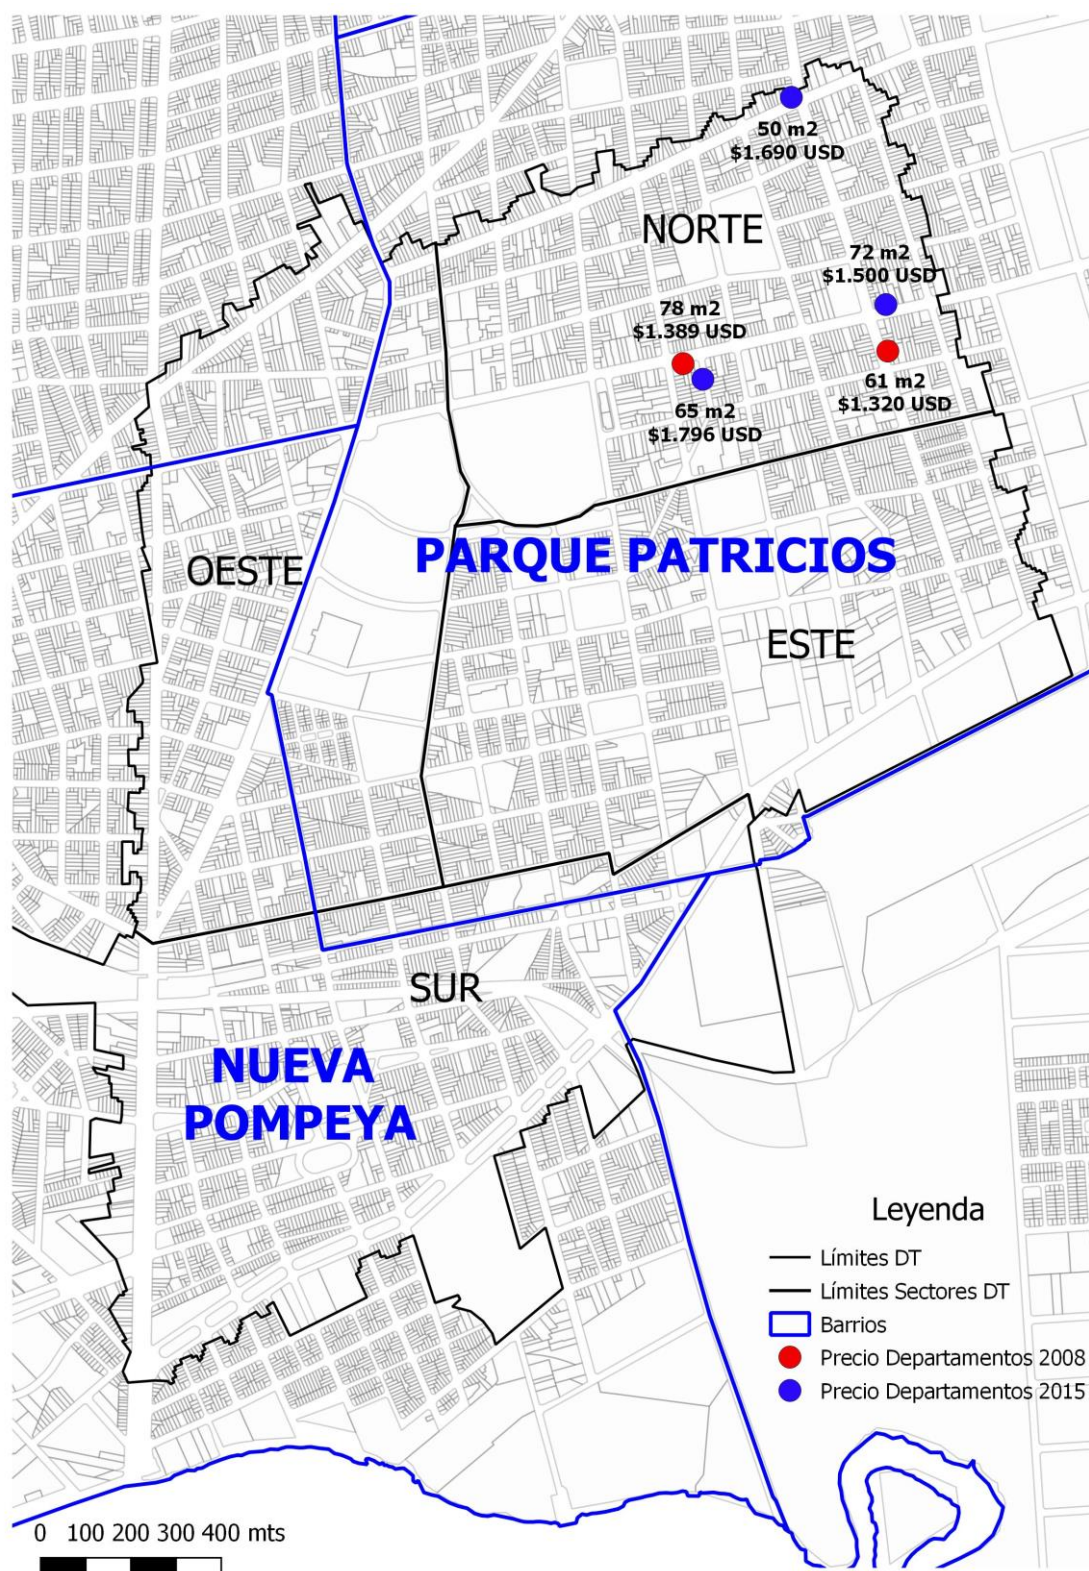 50 m2
$1.690 USD
NORTE
72 m2
$1.500 USD
78 m2
$1.389 USD
61 m2
$1.320 USD
65 m2
$1.796 USD
OESTE
PARQUE PATRICIOS
ESTE
SUR
NUEVA
POMPEYA
Leyenda
Límites DT
Límites Sectores DT
Barrios
Precio Departamentos 2008
Precio Departamentos 2015
0 100 200 300 400 mts